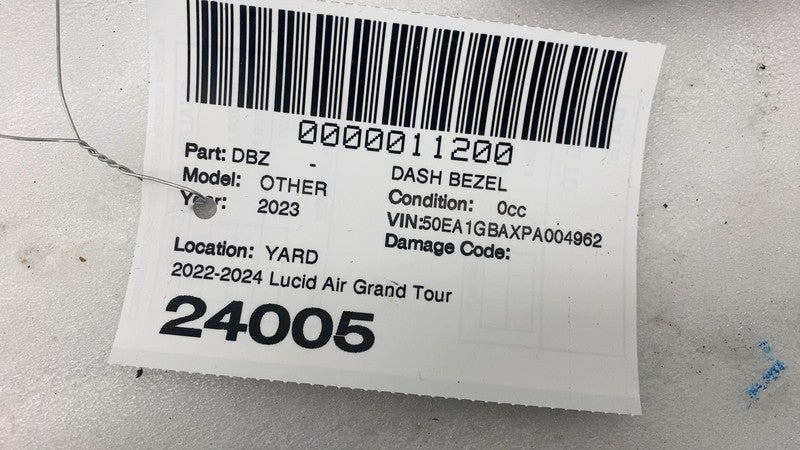 0000011200
Part: DBZ - DASH BEZEL
Model: OTHER Condition: 0cc
Year: 2023 VIN:50EA1GBAXPA004962
Damage Code:
Location: YARD
2022-2024 Lucid Air Grand Tour
24005